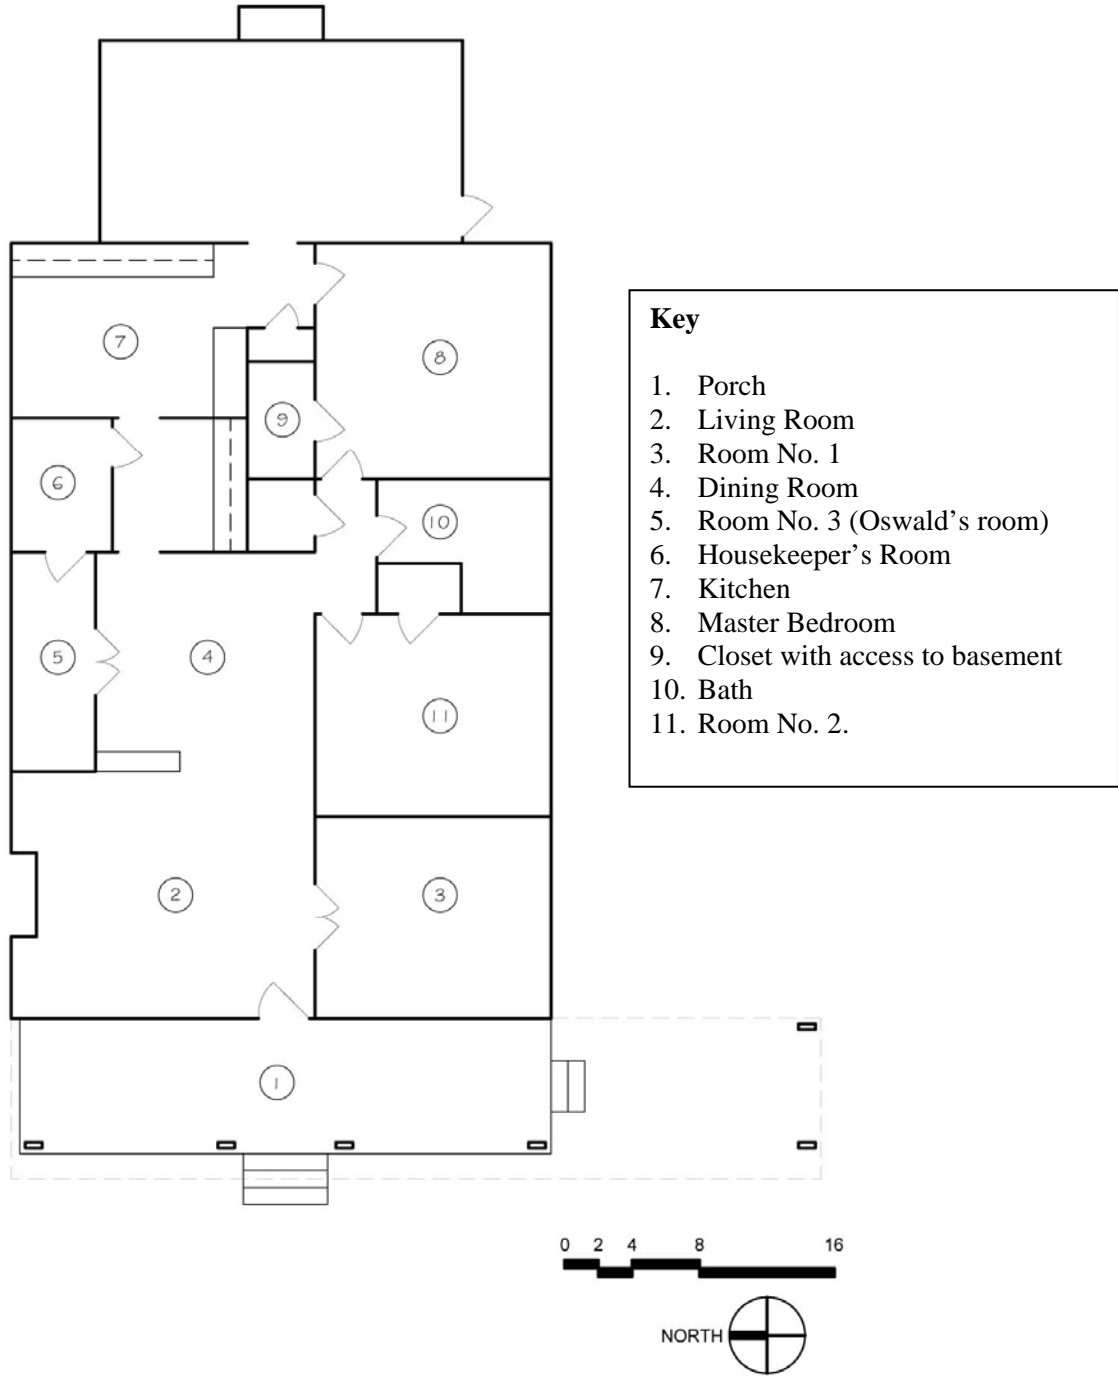 7
8
9
6
10
5
4
11
2
3
1
Key
1. Porch
2. Living Room
3. Room No. 1
4. Dining Room
5. Room No. 3 (Oswald’s room)
6. Housekeeper’s Room
7. Kitchen
8. Master Bedroom
9. Closet with access to basement
10. Bath
11. Room No. 2.
0 2 4 8 16
NORTH